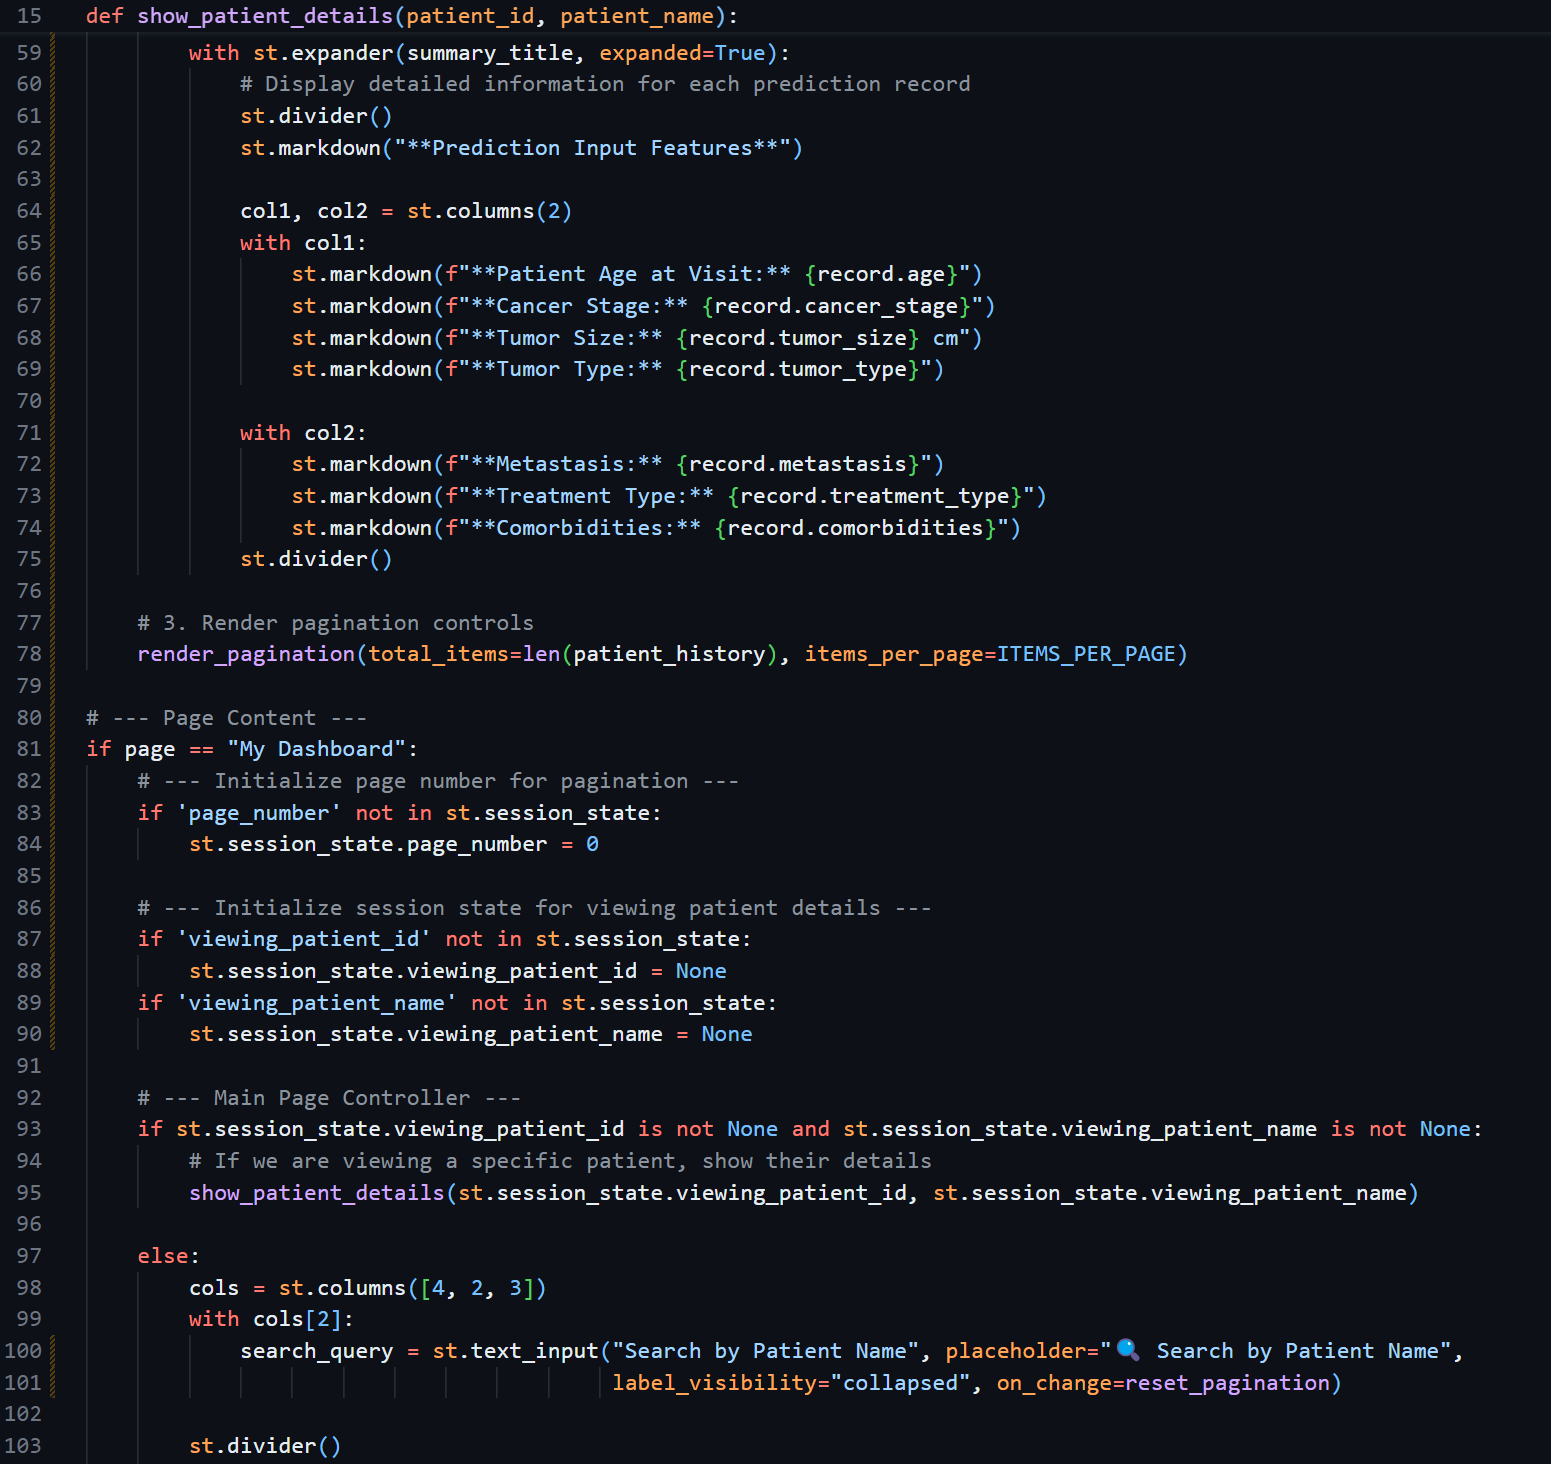 15 def show_patient_details(patient_id, patient_name):
59 with st.expander(summary_title, expanded=True):
60 # Display detailed information for each prediction record
61 st.divider()
62 st.markdown("**Prediction Input Features**")
63
64 col1, col2 = st.columns(2)
65 with col1:
66 st.markdown(f"**Patient Age at Visit:** {record.age}")
67 st.markdown(f"**Cancer Stage:** {record.cancer_stage}")
68 st.markdown(f"**Tumor Size:** {record.tumor_size} cm")
69 st.markdown(f"**Tumor Type:** {record.tumor_type}")
70
71 with col2:
72 st.markdown(f"**Metastasis:** {record.metastasis}")
73 st.markdown(f"**Treatment Type:** {record.treatment_type}")
74 st.markdown(f"**Comorbidities:** {record.comorbidities}")
75 st.divider()
76
77 # 3. Render pagination controls
78 render_pagination(total_items=len(patient_history), items_per_page=ITEMS_PER_PAGE)
79
80 # --- Page Content ---
81 if page == "My Dashboard":
82 # --- Initialize page number for pagination ---
83 if 'page_number' not in st.session_state:
84 st.session_state.page_number = 0
85
86 # --- Initialize session state for viewing patient details ---
87 if 'viewing_patient_id' not in st.session_state:
88 st.session_state.viewing_patient_id = None
89 if 'viewing_patient_name' not in st.session_state:
90 st.session_state.viewing_patient_name = None
91
92 # --- Main Page Controller ---
93 if st.session_state.viewing_patient_id is not None and st.session_state.viewing_patient_name is not None:
94 # If we are viewing a specific patient, show their details
95 show_patient_details(st.session_state.viewing_patient_id, st.session_state.viewing_patient_name)
96
97 else:
98 cols = st.columns([4, 2, 3])
99 with cols[2]:
100 search_query = st.text_input("Search by Patient Name", placeholder="🔍 Search by Patient Name",
101 label_visibility="collapsed", on_change=reset_pagination)
102
103 st.divider()